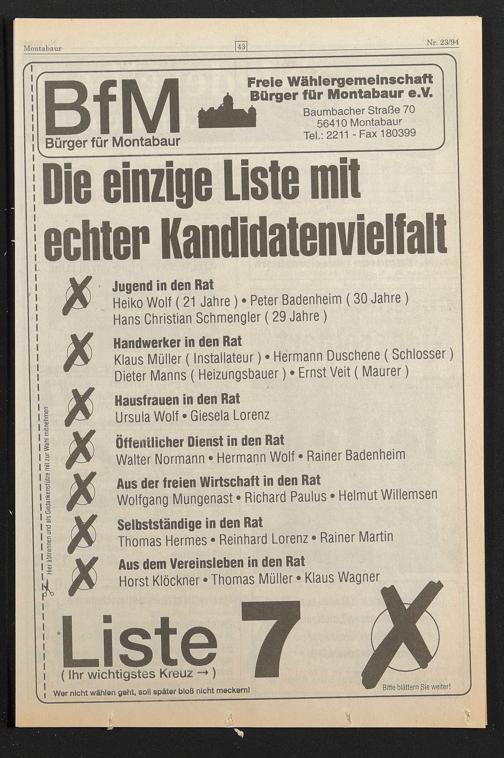 Montabaur
43
Nr. 23/94
BfM
Bürger für Montabaur
Freie Wählergemeinschaft
Bürger für Montabaur e.V.
Baumbacher Straße 70
56410 Montabaur
Tel.: 2211 - Fax 180399
Die einzige Liste mit
echter Kandidatenvielfalt
Jugend in den Rat
Heiko Wolf ( 21 Jahre ) • Peter Badenheim ( 30 Jahre )
Hans Christian Schmengler ( 29 Jahre )
Handwerker in den Rat
Klaus Müller ( Installateur ) • Hermann Duschene ( Schlosser )
Dieter Manns ( Heizungsbauer ) • Ernst Veit ( Maurer )
Hausfrauen in den Rat
Ursula Wolf • Giesela Lorenz
Öffentlicher Dienst in den Rat
Walter Normann • Hermann Wolf • Rainer Badenheim
Aus der freien Wirtschaft in den Rat
Wolfgang Mungenast • Richard Paulus • Helmut Willemsen
Selbstständige in den Rat
Thomas Hermes • Reinhard Lorenz • Rainer Martin
Aus dem Vereinsleben in den Rat
Horst Klöckner • Thomas Müller • Klaus Wagner
Hier abtrennen und als Gedankenstütze mit zur Wahl mitnehmen
Liste 7
( Ihr wichtigstes Kreuz → )
Wer nicht wählen geht, soll später bloß nicht meckern!
Bitte blättern Sie weiter!